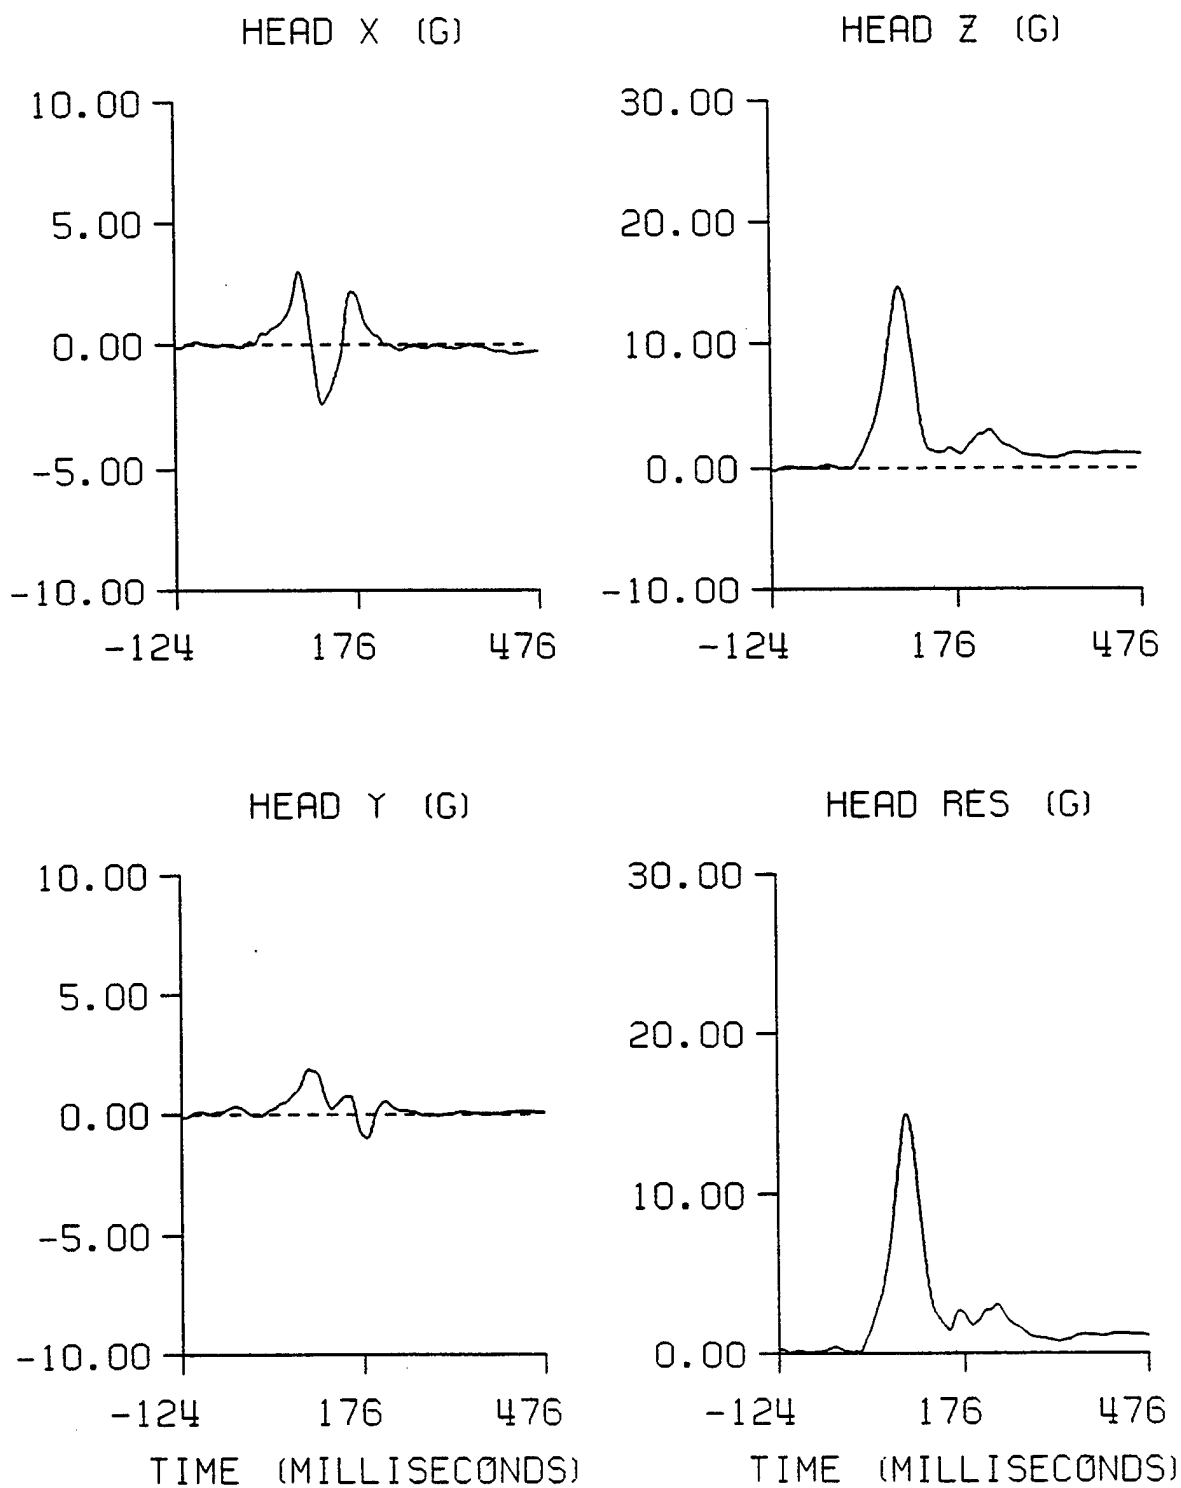 HEAD X (G)
10.00
5.00
0.00
-5.00
-10.00
-124 176 476
HEAD Z (G)
30.00
20.00
10.00
0.00
-10.00
-124 176 476
HEAD Y (G)
10.00
5.00
0.00
-5.00
-10.00
-124 176 476
TIME (MILLISECONDS)
HEAD RES (G)
30.00
20.00
10.00
0.00
-124 176 476
TIME (MILLISECONDS)